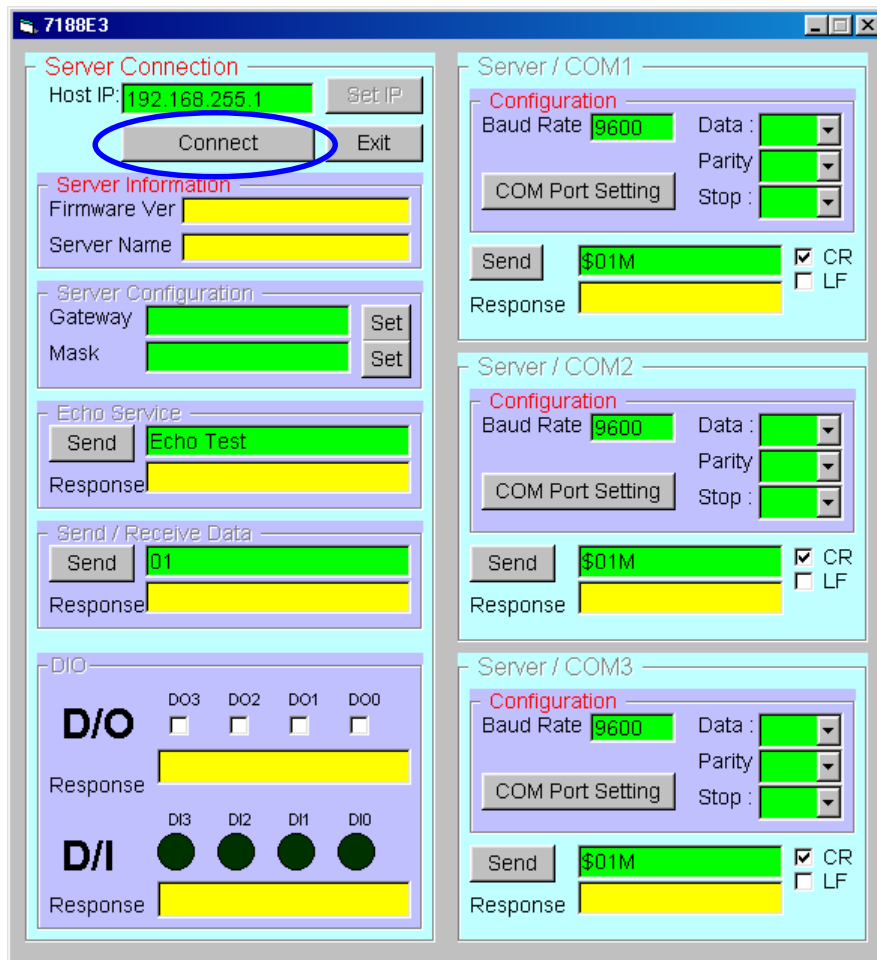 7188E3
Server Connection
Host IP: 192.168.255.1 Set IP
Connect Exit
Server Information
Firmware Ver
Server Name
Server Configuration
Gateway Set
Mask Set
Echo Service
Send Echo Test
Response
Send / Receive Data
Send 01
Response
DIO
DO3 DO2 DO1 DO0
D/O
Response
DI3 DI2 DI1 DI0
D/I
Response
Server / COM1
Configuration
Baud Rate 9600 Data :
Parity
COM Port Setting Stop :
Send $01M CR
LF
Response
Server / COM2
Configuration
Baud Rate 9600 Data :
Parity
COM Port Setting Stop :
Send $01M CR
LF
Response
Server / COM3
Configuration
Baud Rate 9600 Data :
Parity
COM Port Setting Stop :
Send $01M CR
LF
Response